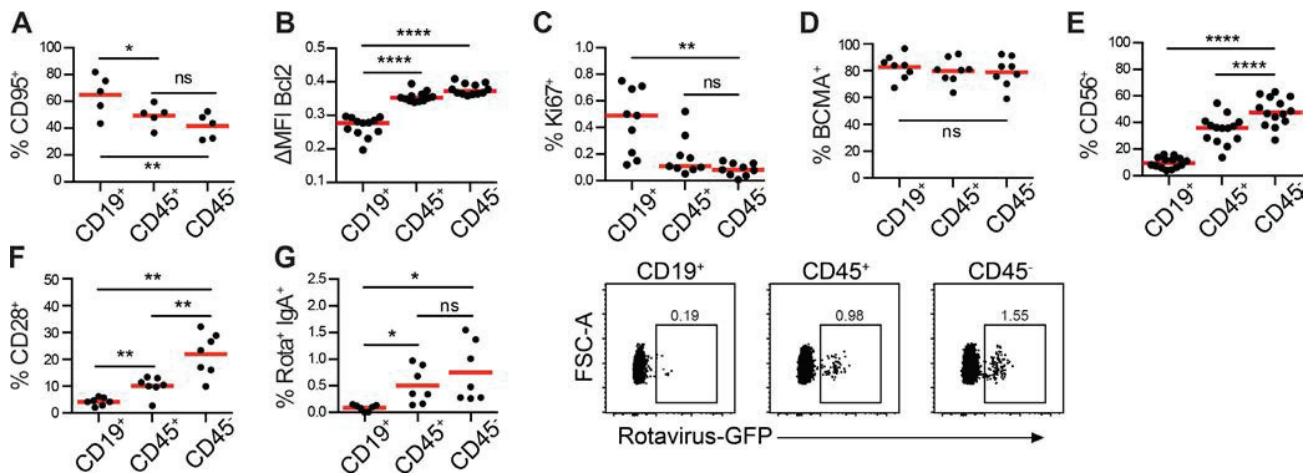 A
% CD95⁺
100
80
60
40
20
0
*
ns
**
CD19⁺
CD45⁺
CD45⁻
B
ΔMFI Bcl2
0.5
0.4
0.3
0.2
0.1
****
****
CD19⁺
CD45⁺
CD45⁻
C
% Ki67⁺
1.0
0.8
0.6
0.4
0.2
0.0
**
ns
CD19⁺
CD45⁺
CD45⁻
D
% BCMA⁺
100
80
60
40
20
0
ns
CD19⁺
CD45⁺
CD45⁻
E
% CD56⁺
100
80
60
40
20
0
****
****
CD19⁺
CD45⁺
CD45⁻
F
% CD28⁺
50
40
30
20
10
0
**
**
**
CD19⁺
CD45⁺
CD45⁻
G
% Rota⁺ IgA⁺
2.5
2.0
1.5
1.0
0.5
0.0
*
*
ns
CD19⁺
CD45⁺
CD45⁻
CD19⁺
CD45⁺
CD45⁻
0.19
0.98
1.55
FSC-A
Rotavirus-GFP